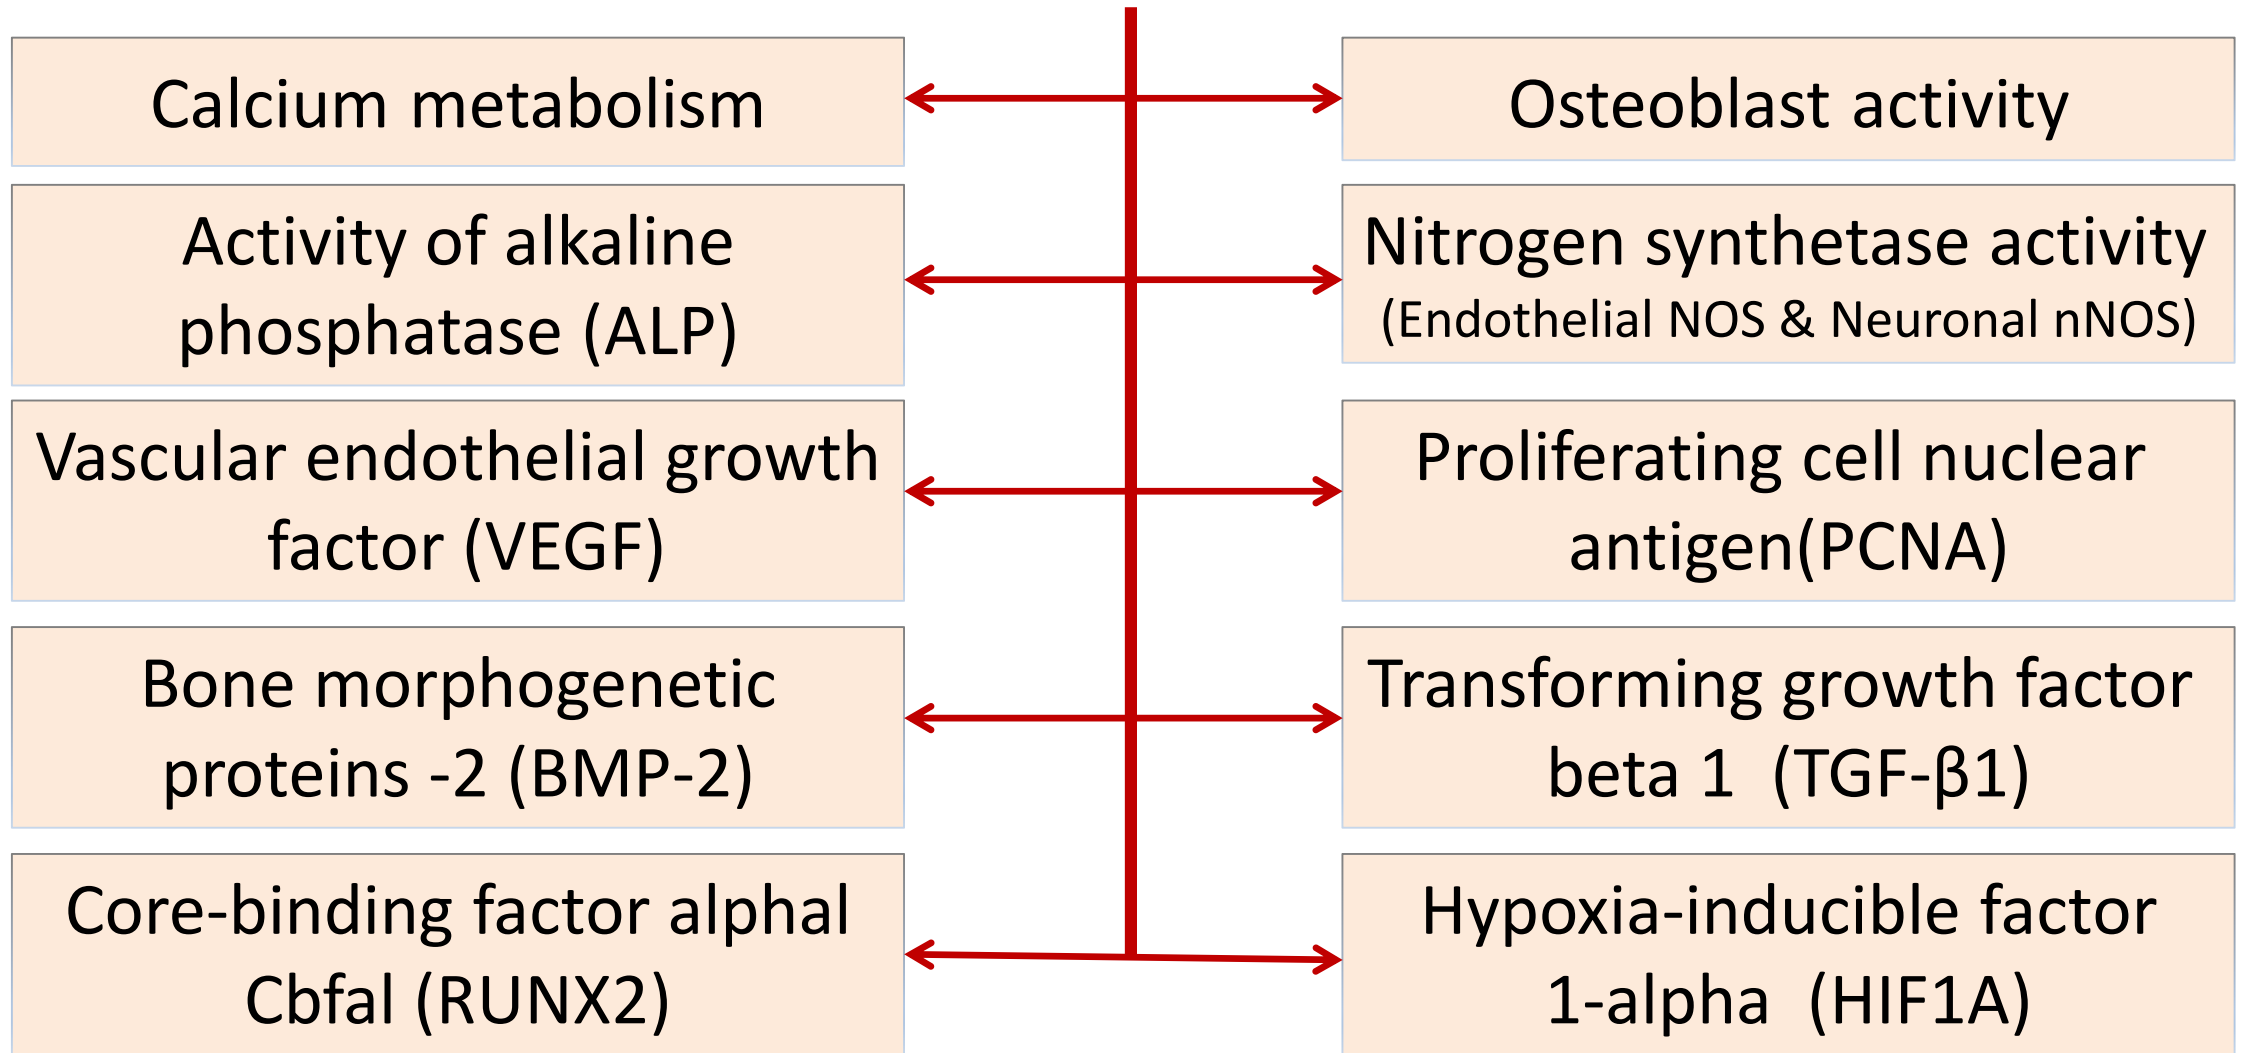 Calcium metabolism
Osteoblast activity
Activity of alkaline
phosphatase (ALP)
Nitrogen synthetase activity
(Endothelial NOS & Neuronal nNOS)
Vascular endothelial growth
factor (VEGF)
Proliferating cell nuclear
antigen(PCNA)
Bone morphogenetic
proteins -2 (BMP-2)
Transforming growth factor
beta 1  (TGF-β1)
Core-binding factor alphal
Cbfal (RUNX2)
Hypoxia-inducible factor
1-alpha  (HIF1A)